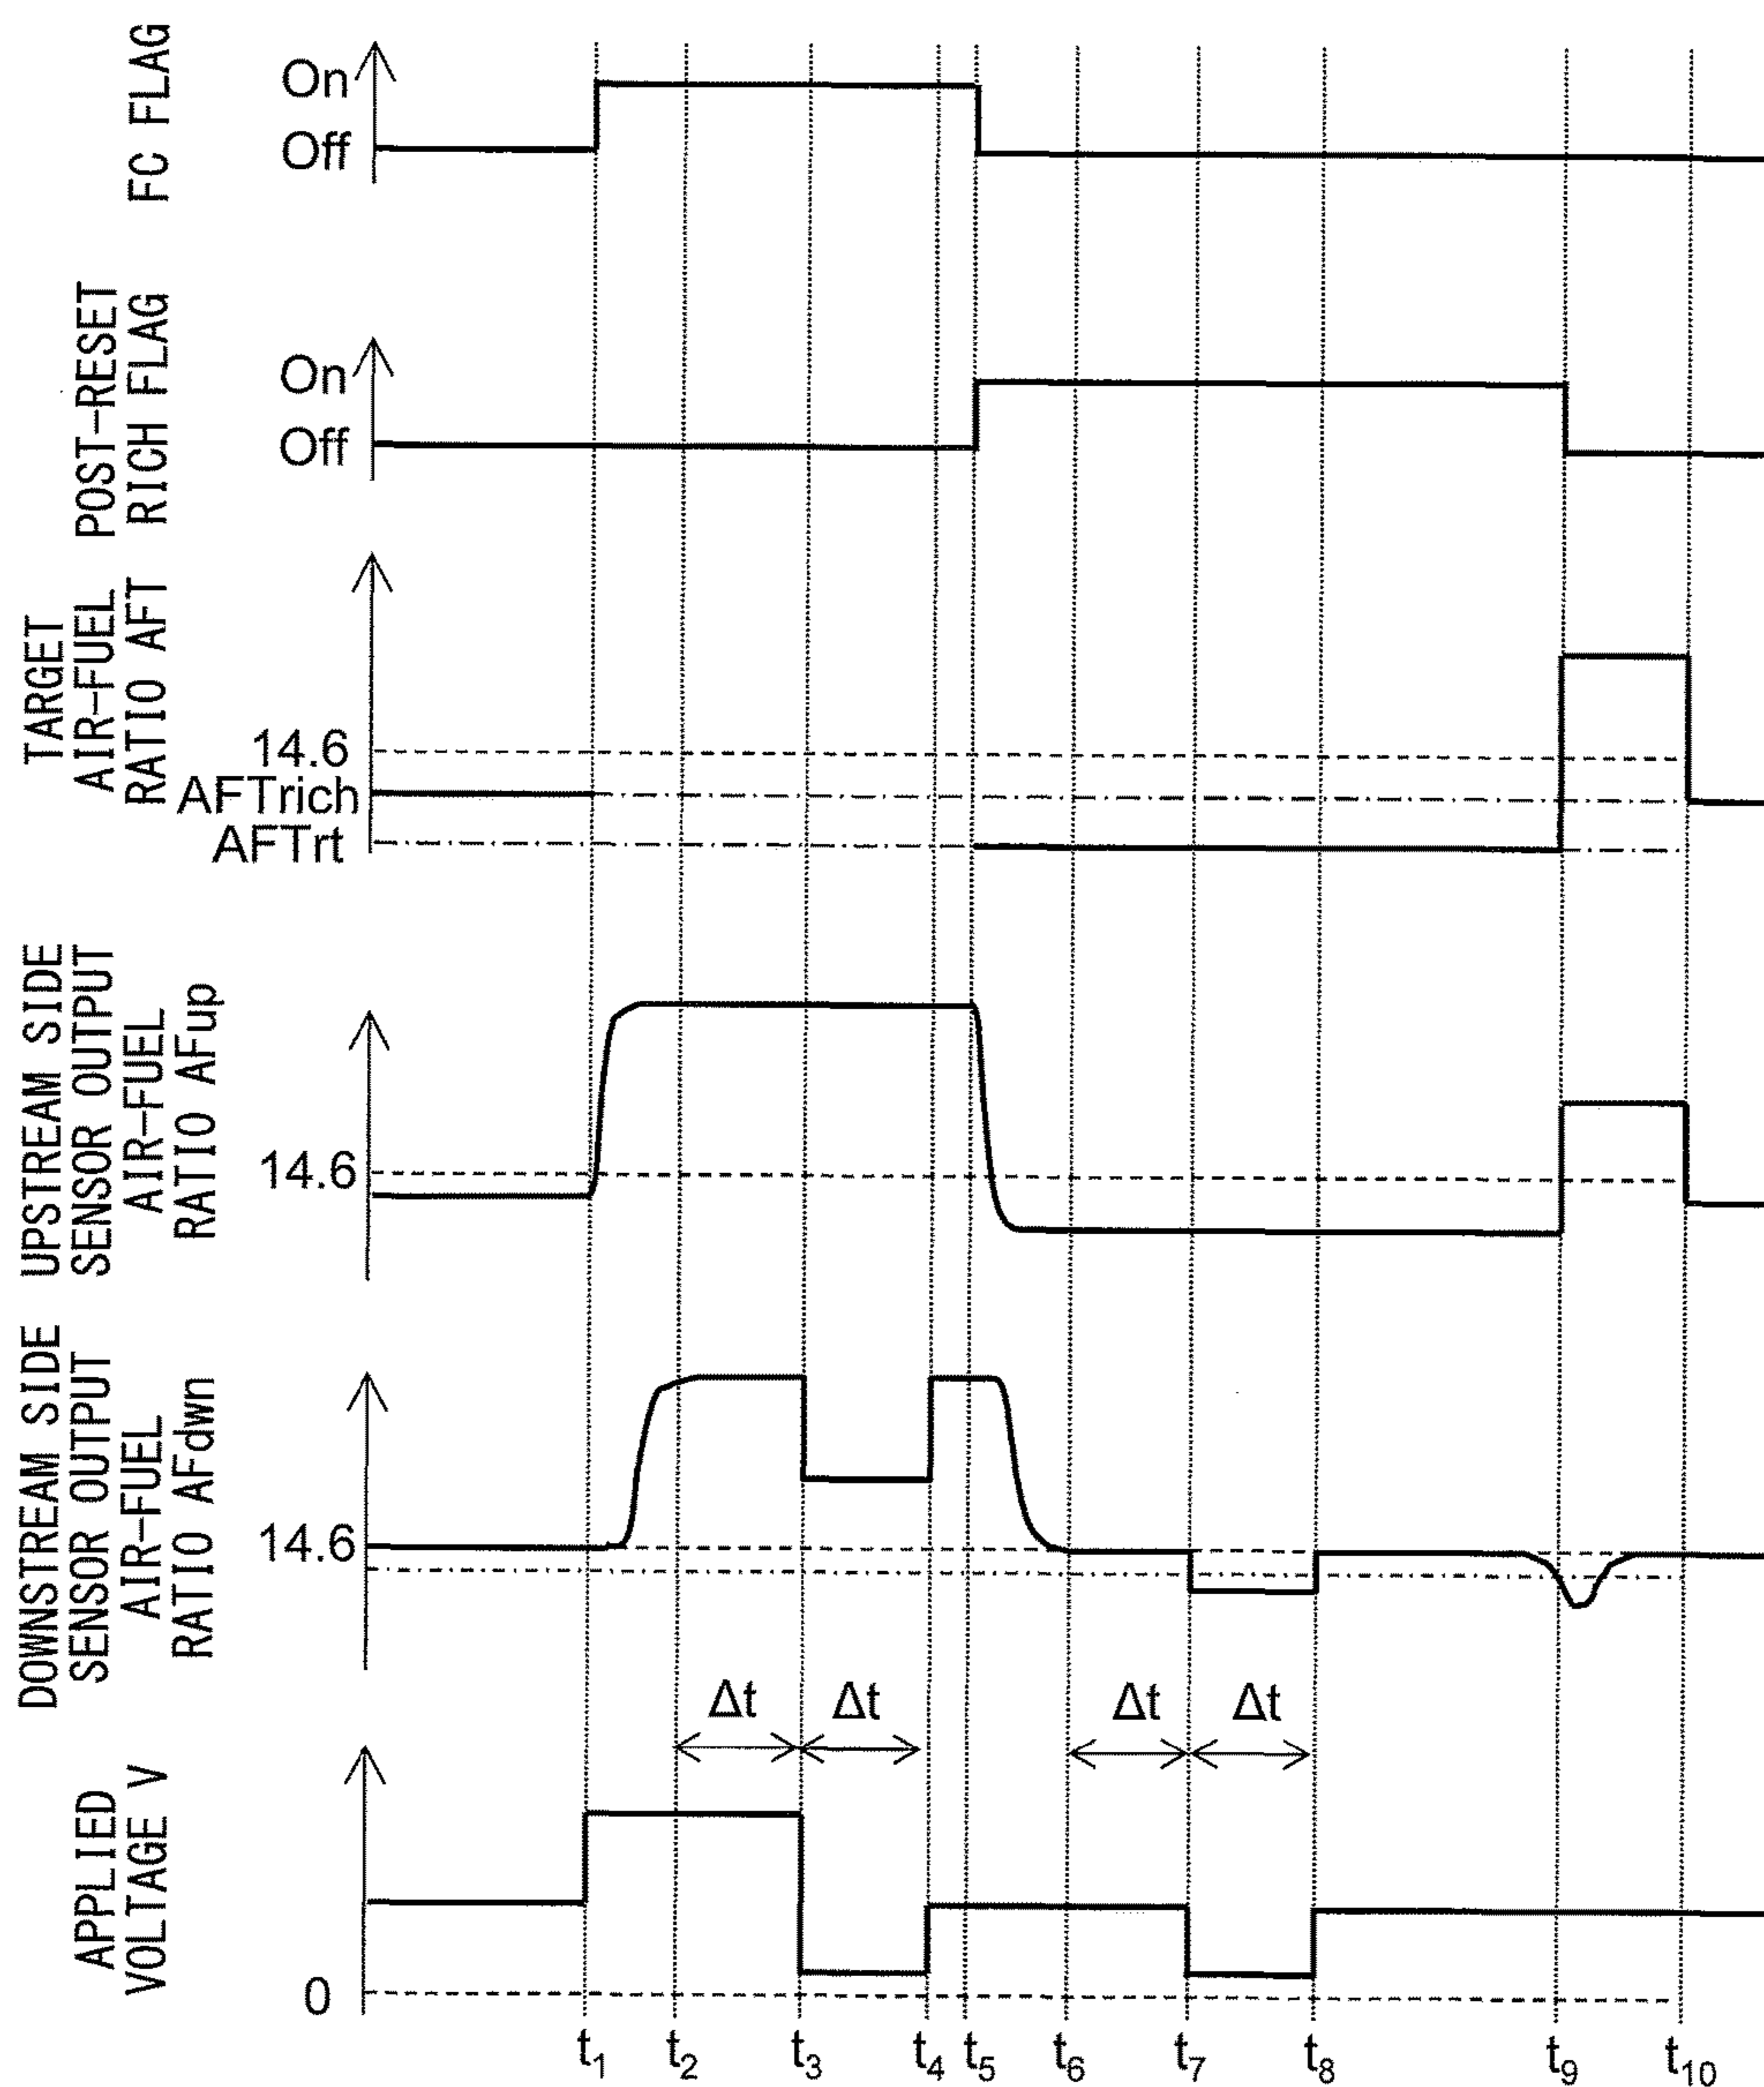 FC FLAG
On
Off
POST-RESET
RICH FLAG
On
Off
TARGET
AIR-FUEL
RATIO AFT
14.6
AFTrich
AFTrt
UPSTREAM SIDE
SENSOR OUTPUT
AIR-FUEL
RATIO AFup
14.6
DOWNSTREAM SIDE
SENSOR OUTPUT
AIR-FUEL
RATIO AFdwn
14.6
Δt Δt Δt Δt
APPLIED
VOLTAGE V
0
t1 t2 t3 t4 t5 t6 t7 t8 t9 t10